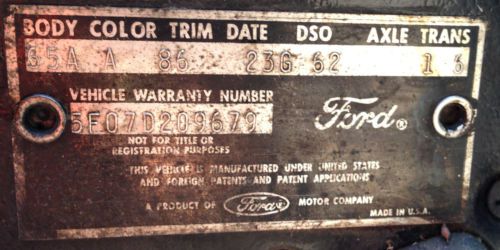 BODY COLOR TRIM DATE DSO AXLE TRANS
65A A 86 23G 62 1 6
VEHICLE WARRANTY NUMBER
5F07D209679
Ford®
NOT FOR TITLE OR
REGISTRATION PURPOSES
THIS VEHICLE IS MANUFACTURED UNDER UNITED STATES
AND FOREIGN PATENTS AND PATENT APPLICATIONS
A PRODUCT OF Ford MOTOR COMPANY
MADE IN U.S.A.